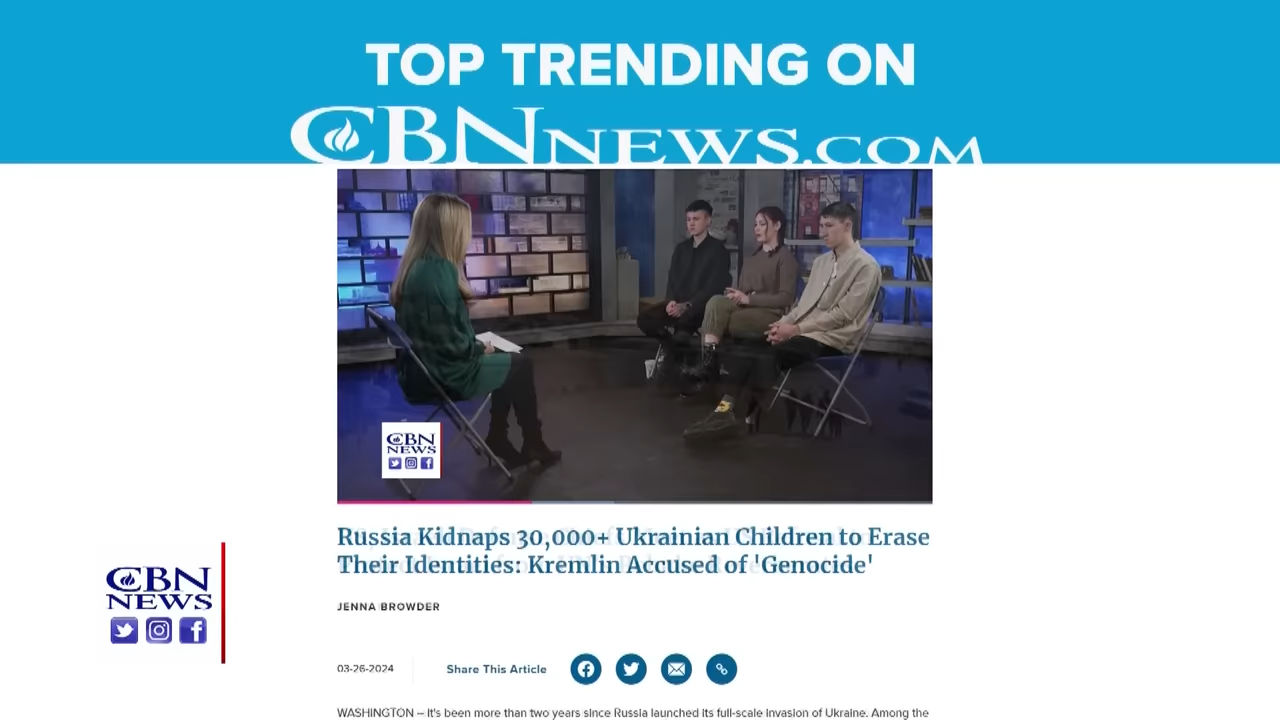 TOP TRENDING ON
CBNNEWS.COM
CBN
NEWS
Russia Kidnaps 30,000+ Ukrainian Children to Erase
Their Identities: Kremlin Accused of 'Genocide'
JENNA BROWDER
CBN
NEWS
03-26-2024
Share This Article
WASHINGTON – It's been more than two years since Russia launched its full-scale invasion of Ukraine. Among the